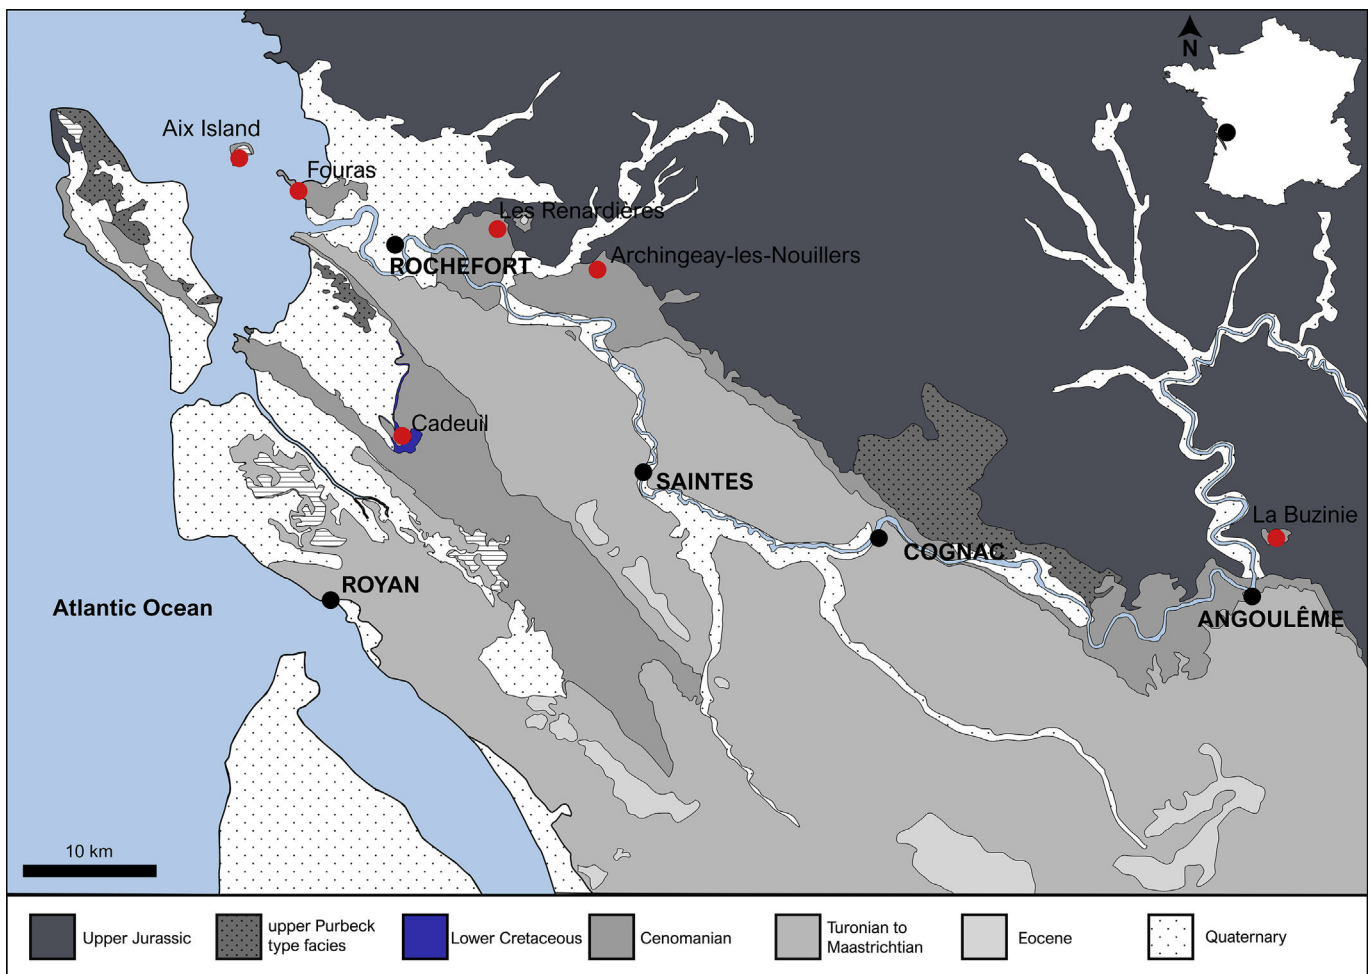 N
Aix Island
Fouras
Les Renardières
Archingeay-les-Nouillers
ROCHEFORT
Cadeuil
SAINTES
La Buzinie
COGNAC
ROYAN
Atlantic Ocean
ANGOULÊME
10 km
Upper Jurassic
upper Purbeck
type facies
Lower Cretaceous
Cenomanian
Turonian to
Maastrichtian
Eocene
Quaternary